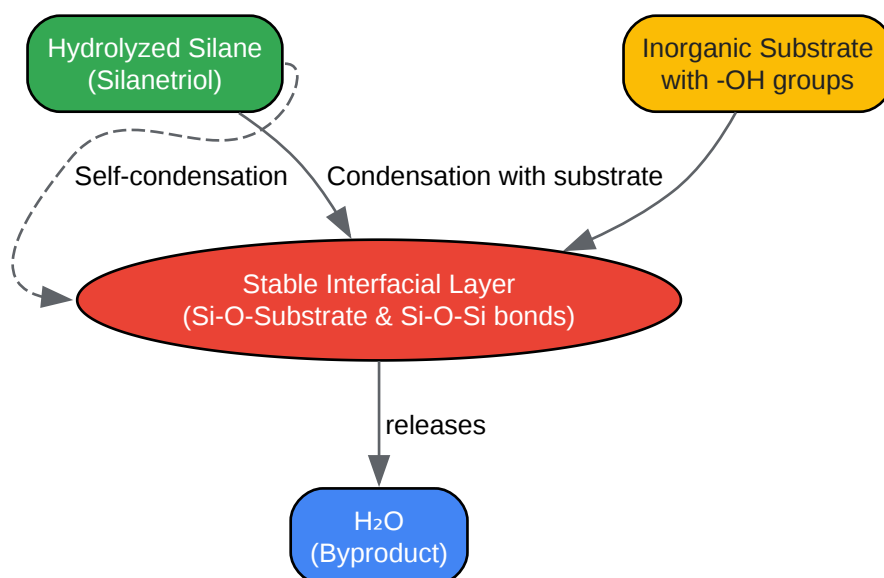 Hydrolyzed Silane
(Silanetriol)
Inorganic Substrate
with -OH groups
Self-condensation
Condensation with substrate
Stable Interfacial Layer
(Si-O-Substrate & Si-O-Si bonds)
releases
H₂O
(Byproduct)